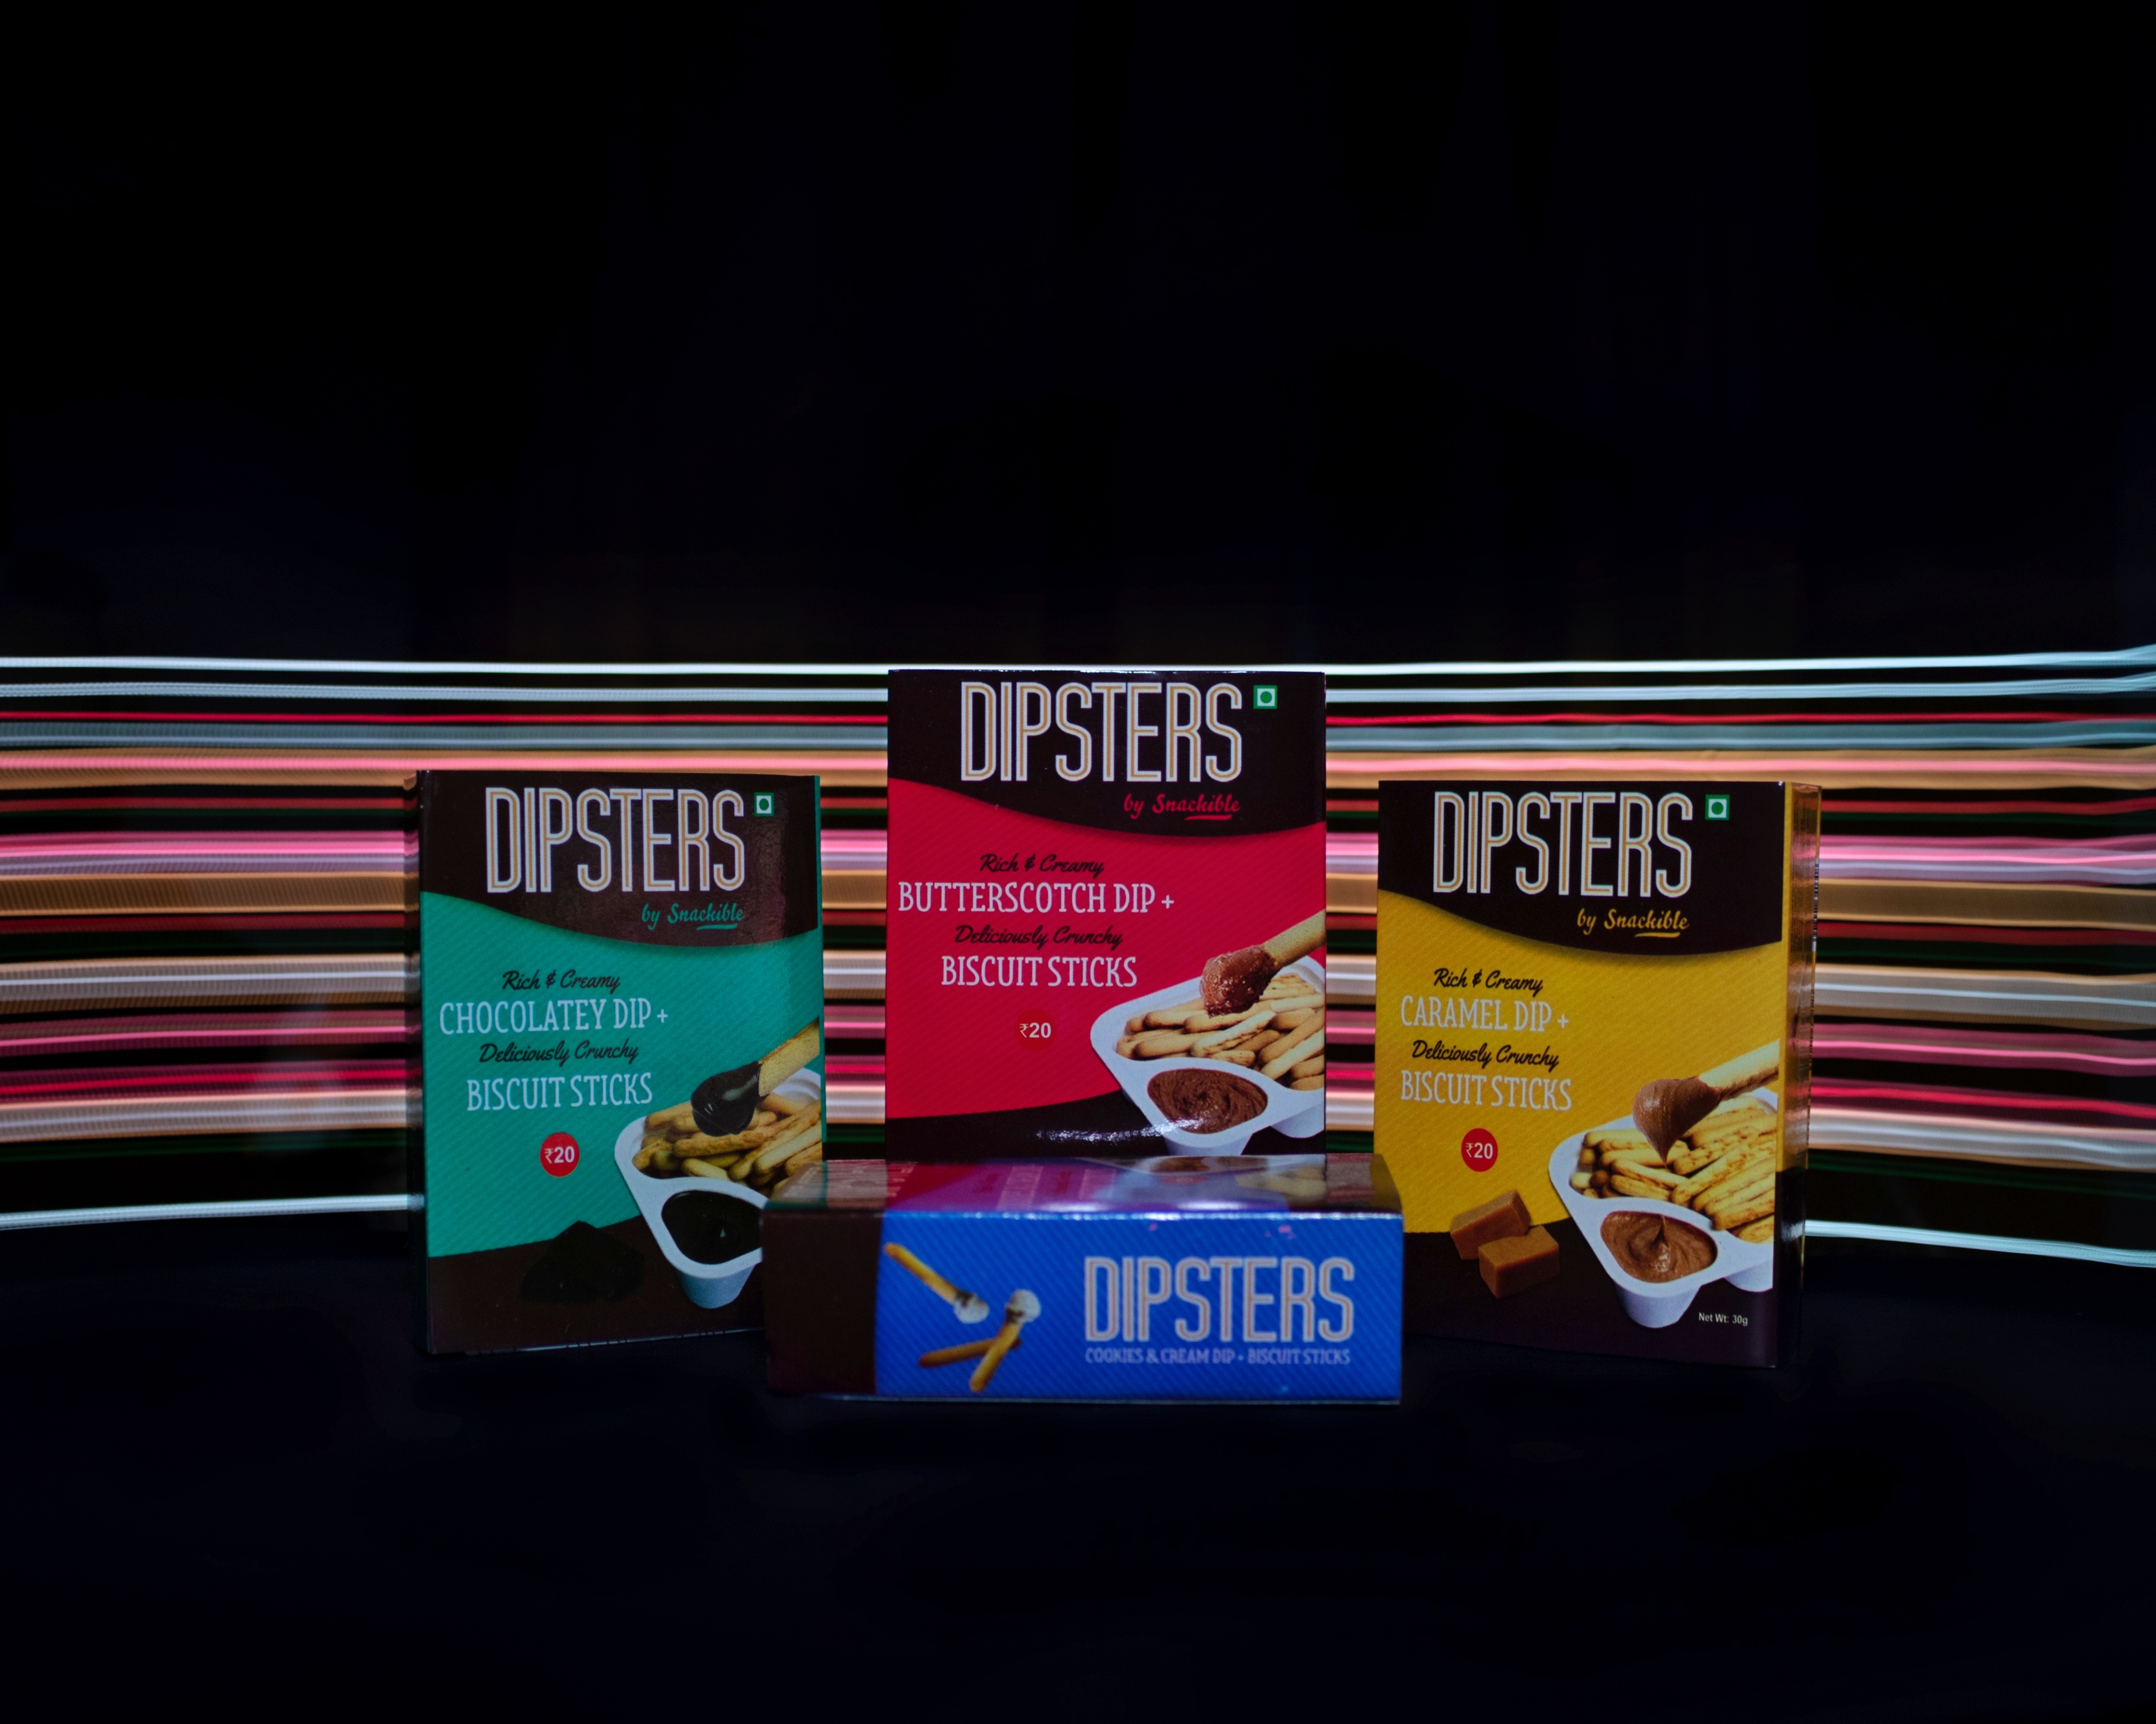 DIPSTERS
by Snackible
Rich & Creamy
CHOCOLATEY DIP +
Deliciously Crunchy
BISCUIT STICKS
₹20
DIPSTERS
by Snackible
Rich & Creamy
BUTTERSCOTCH DIP +
Deliciously Crunchy
BISCUIT STICKS
₹20
DIPSTERS
by Snackible
Rich & Creamy
CARAMEL DIP +
Deliciously Crunchy
BISCUIT STICKS
₹20
Net Wt: 30g
DIPSTERS
COOKIES & CREAM DIP + BISCUIT STICKS